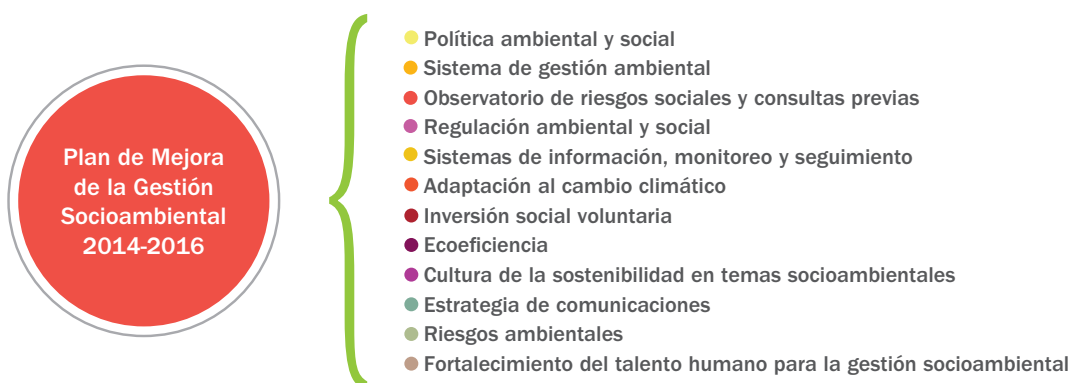 Plan de Mejora
de la Gestión
Socioambiental
2014-2016
Política ambiental y social
Sistema de gestión ambiental
Observatorio de riesgos sociales y consultas previas
Regulación ambiental y social
Sistemas de información, monitoreo y seguimiento
Adaptación al cambio climático
Inversión social voluntaria
Ecoeficiencia
Cultura de la sostenibilidad en temas socioambientales
Estrategia de comunicaciones
Riesgos ambientales
Fortalecimiento del talento humano para la gestión socioambiental